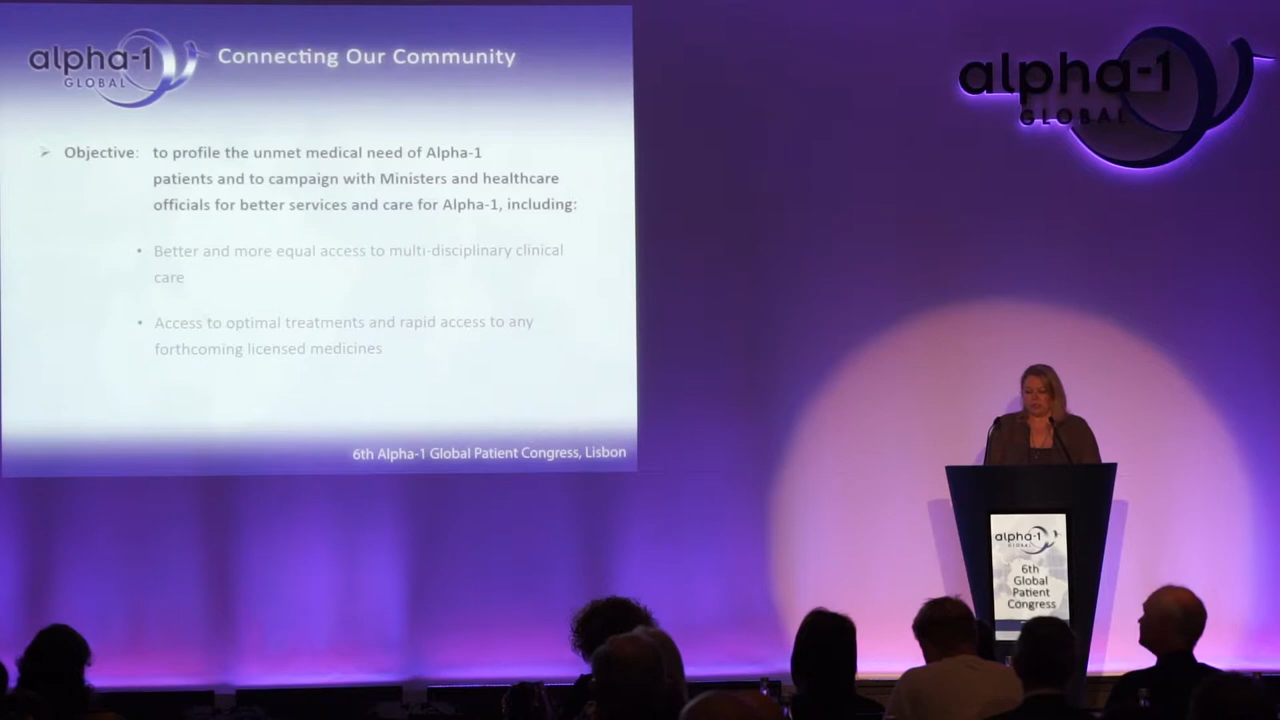 alpha-1
GLOBAL
Connecting Our Community
Objective: to profile the unmet medical need of Alpha-1
patients and to campaign with Ministers and healthcare
officials for better services and care for Alpha-1, including:
• Better and more equal access to multi-disciplinary clinical
care
• Access to optimal treatments and rapid access to any
forthcoming licensed medicines
6th Alpha-1 Global Patient Congress, Lisbon
alpha-1
GLOBAL
alpha-1
GLOBAL
6th
Global
Patient
Congress